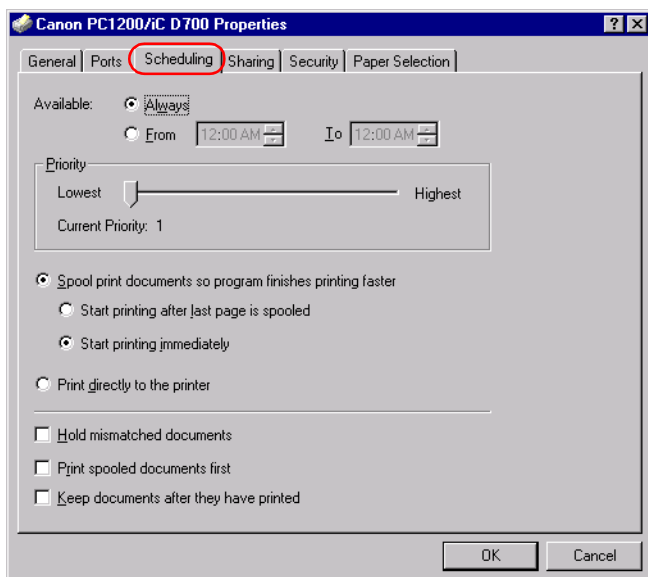 Canon PC1200/iC D700 Properties
General Ports Scheduling Sharing Security Paper Selection
Available: Always
From 12:00 AM To 12:00 AM
Priority
Lowest Highest
Current Priority: 1
Spool print documents so program finishes printing faster
Start printing after last page is spooled
Start printing immediately
Print directly to the printer
Hold mismatched documents
Print spooled documents first
Keep documents after they have printed
OK Cancel